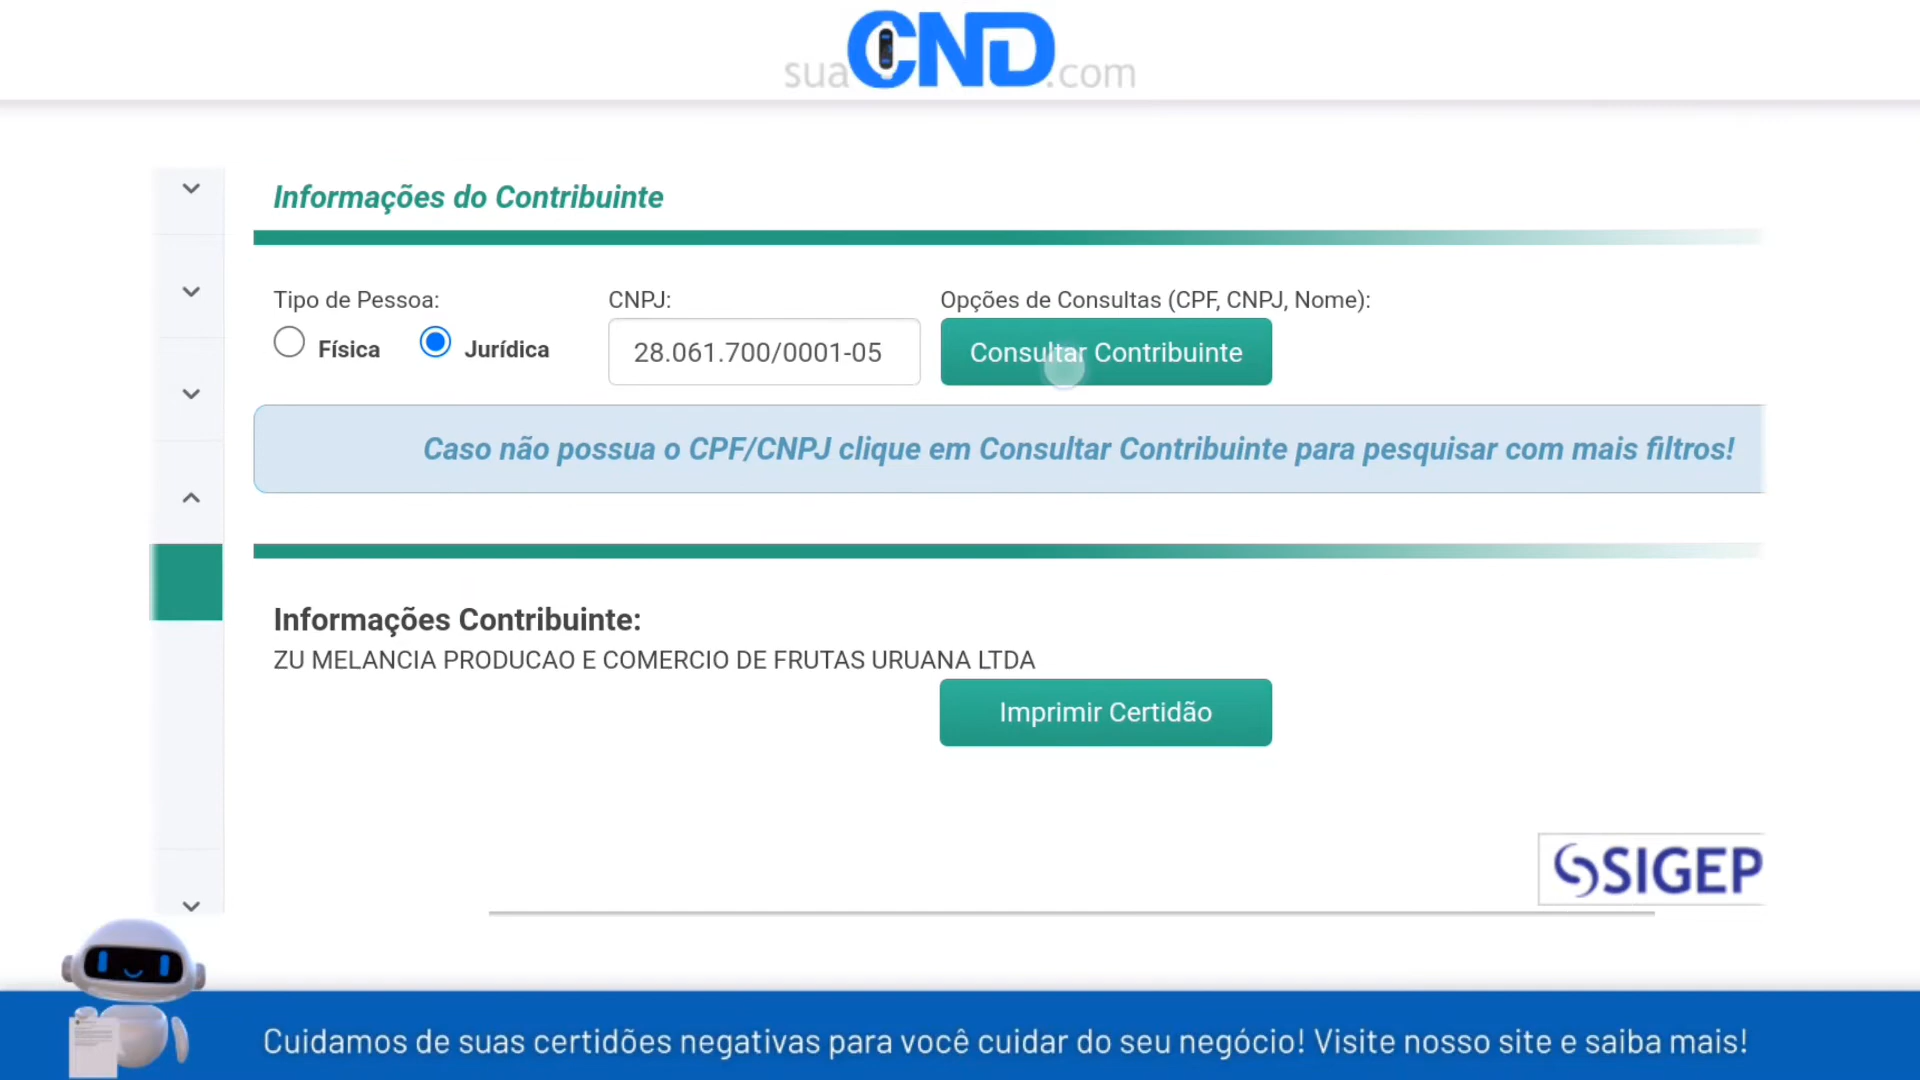 suaCND.com
Informações do Contribuinte
Tipo de Pessoa:
Física
Jurídica
CNPJ:
28.061.700/0001-05
Opções de Consultas (CPF, CNPJ, Nome):
Consultar Contribuinte
Caso não possua o CPF/CNPJ clique em Consultar Contribuinte para pesquisar com mais filtros!
Informações Contribuinte:
ZU MELANCIA PRODUCAO E COMERCIO DE FRUTAS URUANA LTDA
Imprimir Certidão
SIGEP
Cuidamos de suas certidões negativas para você cuidar do seu negócio! Visite nosso site e saiba mais!